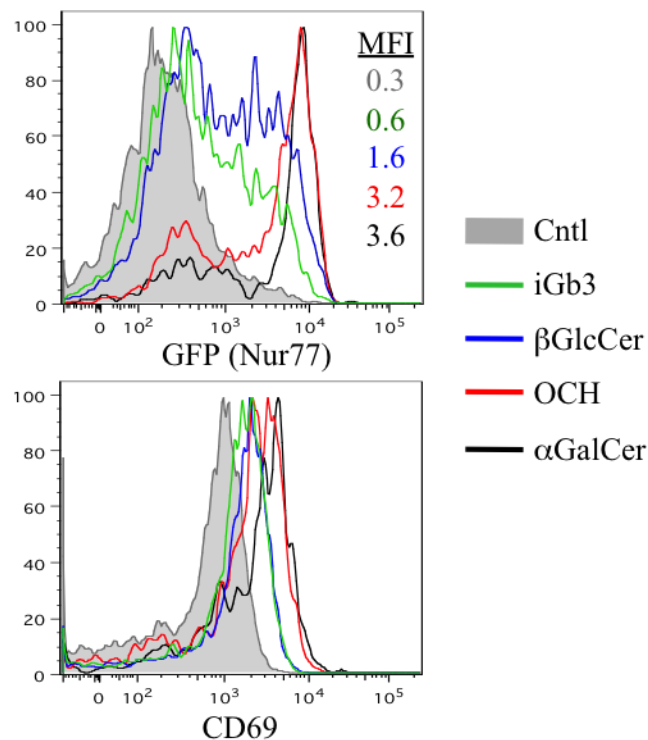 100
80
60
40
20
0
MFI
0.3
0.6
1.6
3.2
3.6
0 10² 10³ 10⁴ 10⁵
GFP (Nur77)
Cntl
iGb3
βGlcCer
OCH
αGalCer
100
80
60
40
20
0
0 10² 10³ 10⁴ 10⁵
CD69